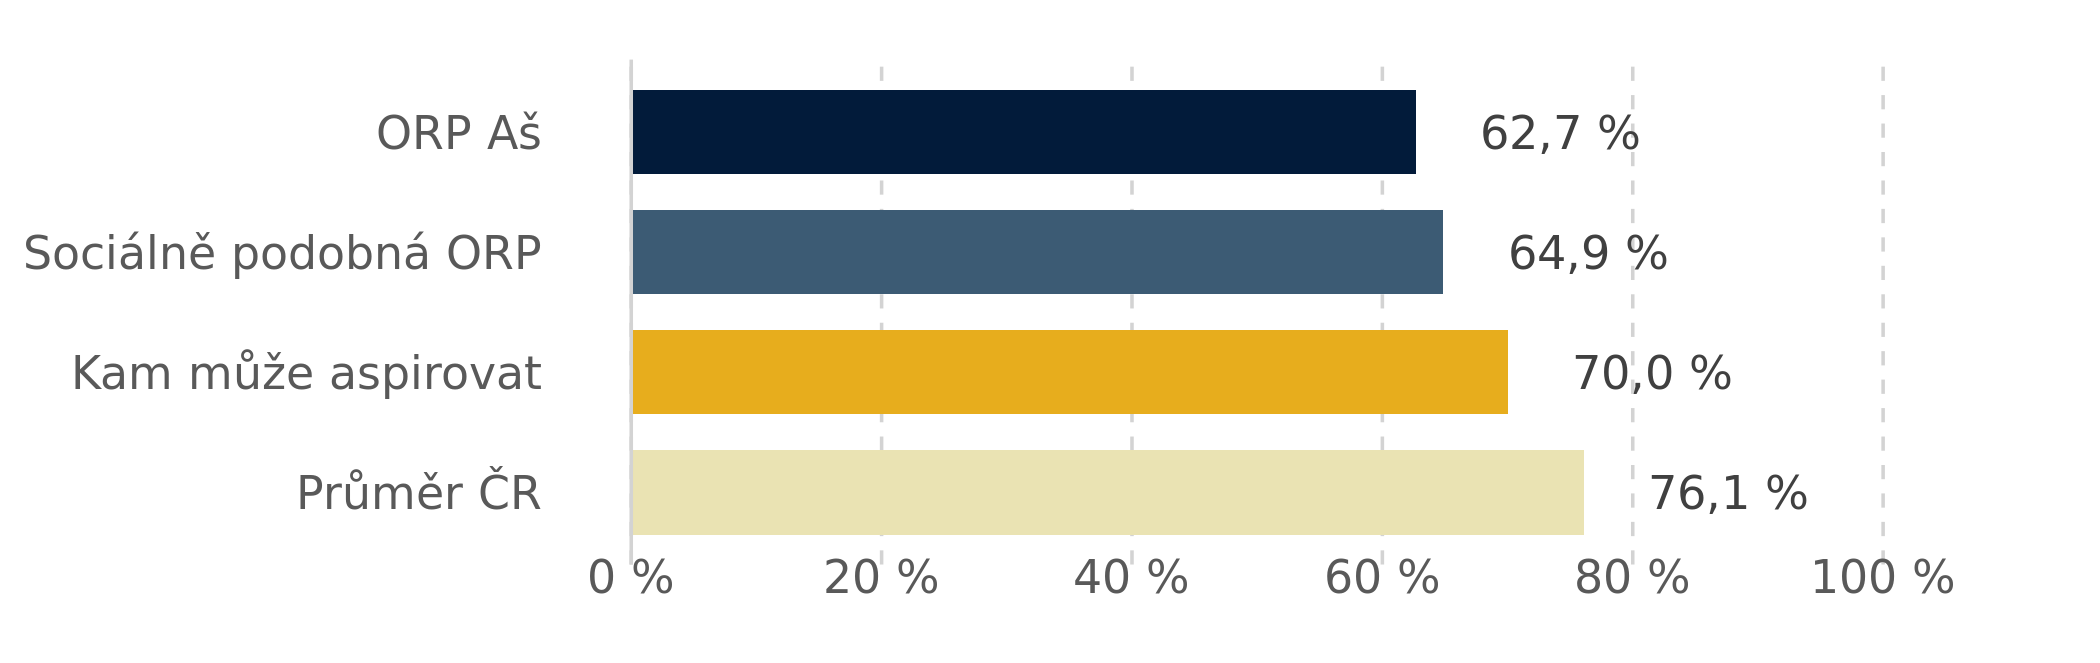 ORP Aš 62,7 %
Sociálně podobná ORP 64,9 %
Kam může aspirovat 70,0 %
Průměr ČR 76,1 %
0 % 20 % 40 % 60 % 80 % 100 %